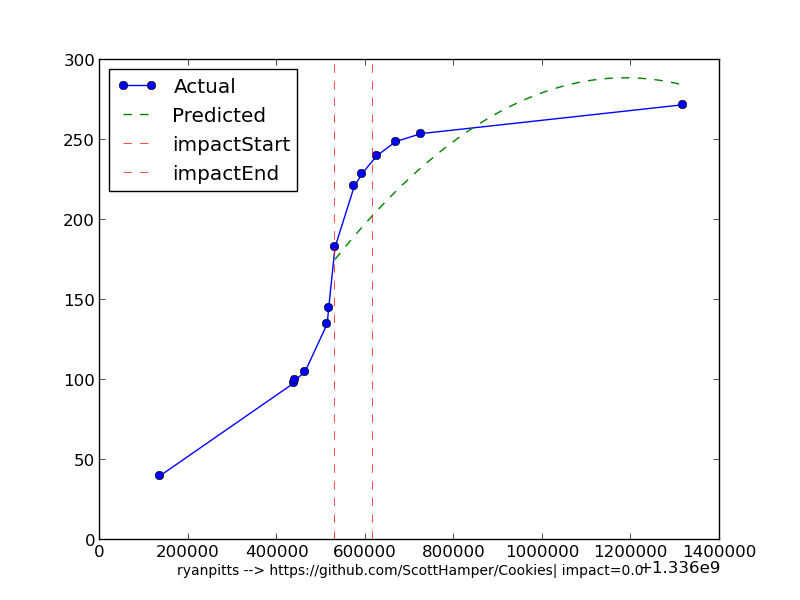 300
250
200
150
100
50
0
Actual
Predicted
impactStart
impactEnd
0 200000 400000 600000 800000 1000000 1200000 1400000
+1.336e9
ryanpitts --> https://github.com/ScottHamper/Cookies| impact=0.0